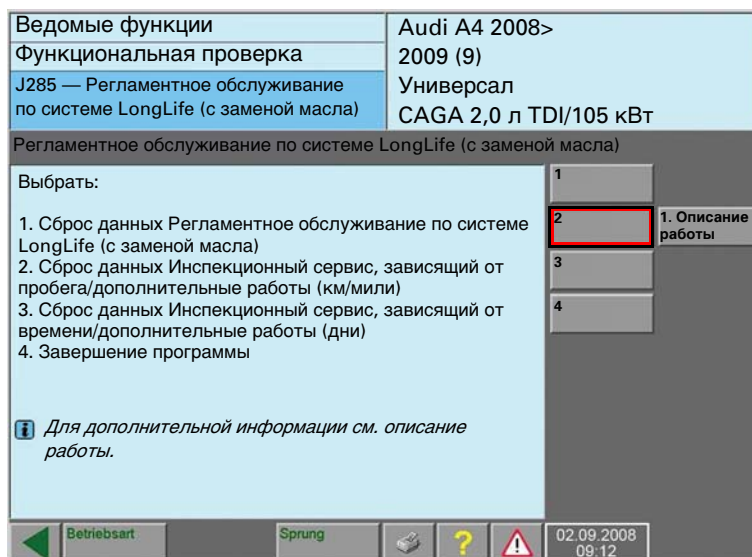 Ведомые функции
Функциональная проверка
J285 — Регламентное обслуживание
по системе LongLife (с заменой масла)
Audi A4 2008>
2009 (9)
Универсал
CAGA 2,0 л TDI/105 кВт
Регламентное обслуживание по системе LongLife (с заменой масла)
Выбрать:
1. Сброс данных Регламентное обслуживание по системе
LongLife (с заменой масла)
2. Сброс данных Инспекционный сервис, зависящий от
пробега/дополнительные работы (км/мили)
3. Сброс данных Инспекционный сервис, зависящий от
времени/дополнительные работы (дни)
4. Завершение программы
Для дополнительной информации см. описание
работы.
1
2
3
4
1. Описание
работы
Betriebsart
Sprung
02.09.2008
09:12